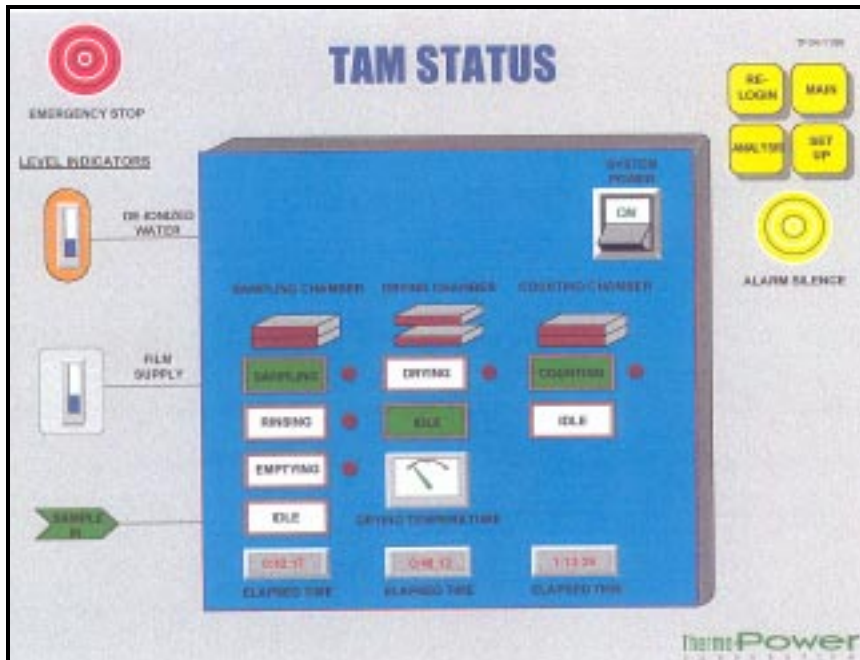 TAM STATUS
EMERGENCY STOP
RE-
LOGIN
MAIN
ANALYSIS
SET
UP
ALARM SILENCE
LEVEL INDICATORS
DE-IONIZED
WATER
FILM
SUPPLY
SAMPLE
IN
SYSTEM
POWER
ON
SAMPLING CHAMBER
DRYING CHAMBER
COUNTING CHAMBER
SAMPLING
DRYING
COUNTING
RINSING
IDLE
IDLE
EMPTYING
IDLE
DRYING TEMPERATURE
ELAPSED TIME
ELAPSED TIME
ELAPSED TIME
ThermoPower
CORPORATION